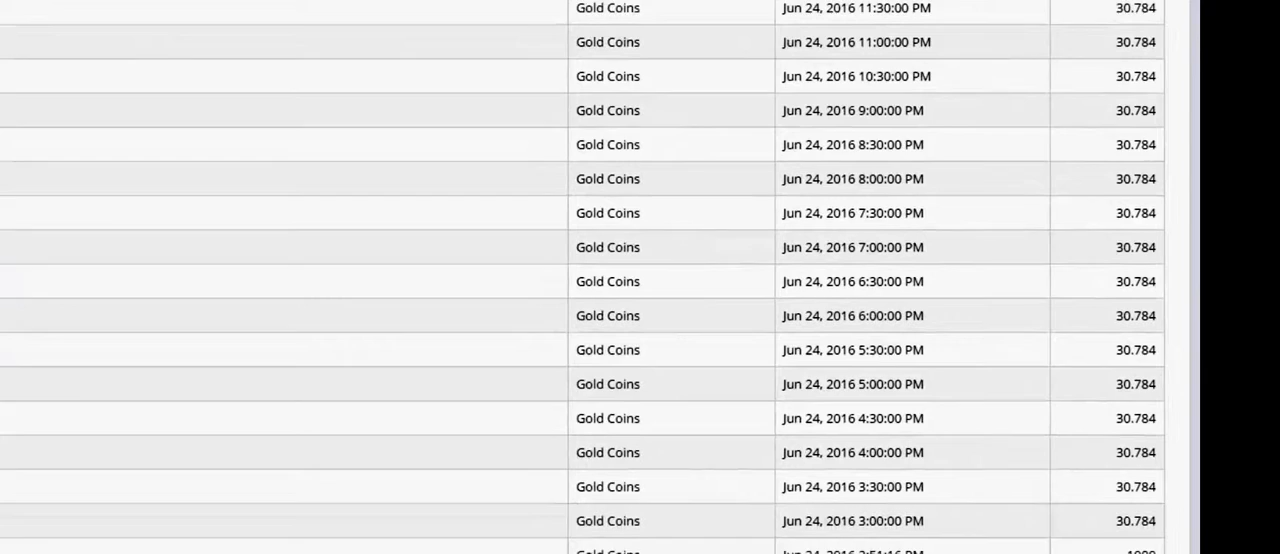 Gold Coins Jun 24, 2016 11:30:00 PM 30.784
Gold Coins Jun 24, 2016 11:00:00 PM 30.784
Gold Coins Jun 24, 2016 10:30:00 PM 30.784
Gold Coins Jun 24, 2016 9:00:00 PM 30.784
Gold Coins Jun 24, 2016 8:30:00 PM 30.784
Gold Coins Jun 24, 2016 8:00:00 PM 30.784
Gold Coins Jun 24, 2016 7:30:00 PM 30.784
Gold Coins Jun 24, 2016 7:00:00 PM 30.784
Gold Coins Jun 24, 2016 6:30:00 PM 30.784
Gold Coins Jun 24, 2016 6:00:00 PM 30.784
Gold Coins Jun 24, 2016 5:30:00 PM 30.784
Gold Coins Jun 24, 2016 5:00:00 PM 30.784
Gold Coins Jun 24, 2016 4:30:00 PM 30.784
Gold Coins Jun 24, 2016 4:00:00 PM 30.784
Gold Coins Jun 24, 2016 3:30:00 PM 30.784
Gold Coins Jun 24, 2016 3:00:00 PM 30.784
Gold Coins Jun 24, 2016